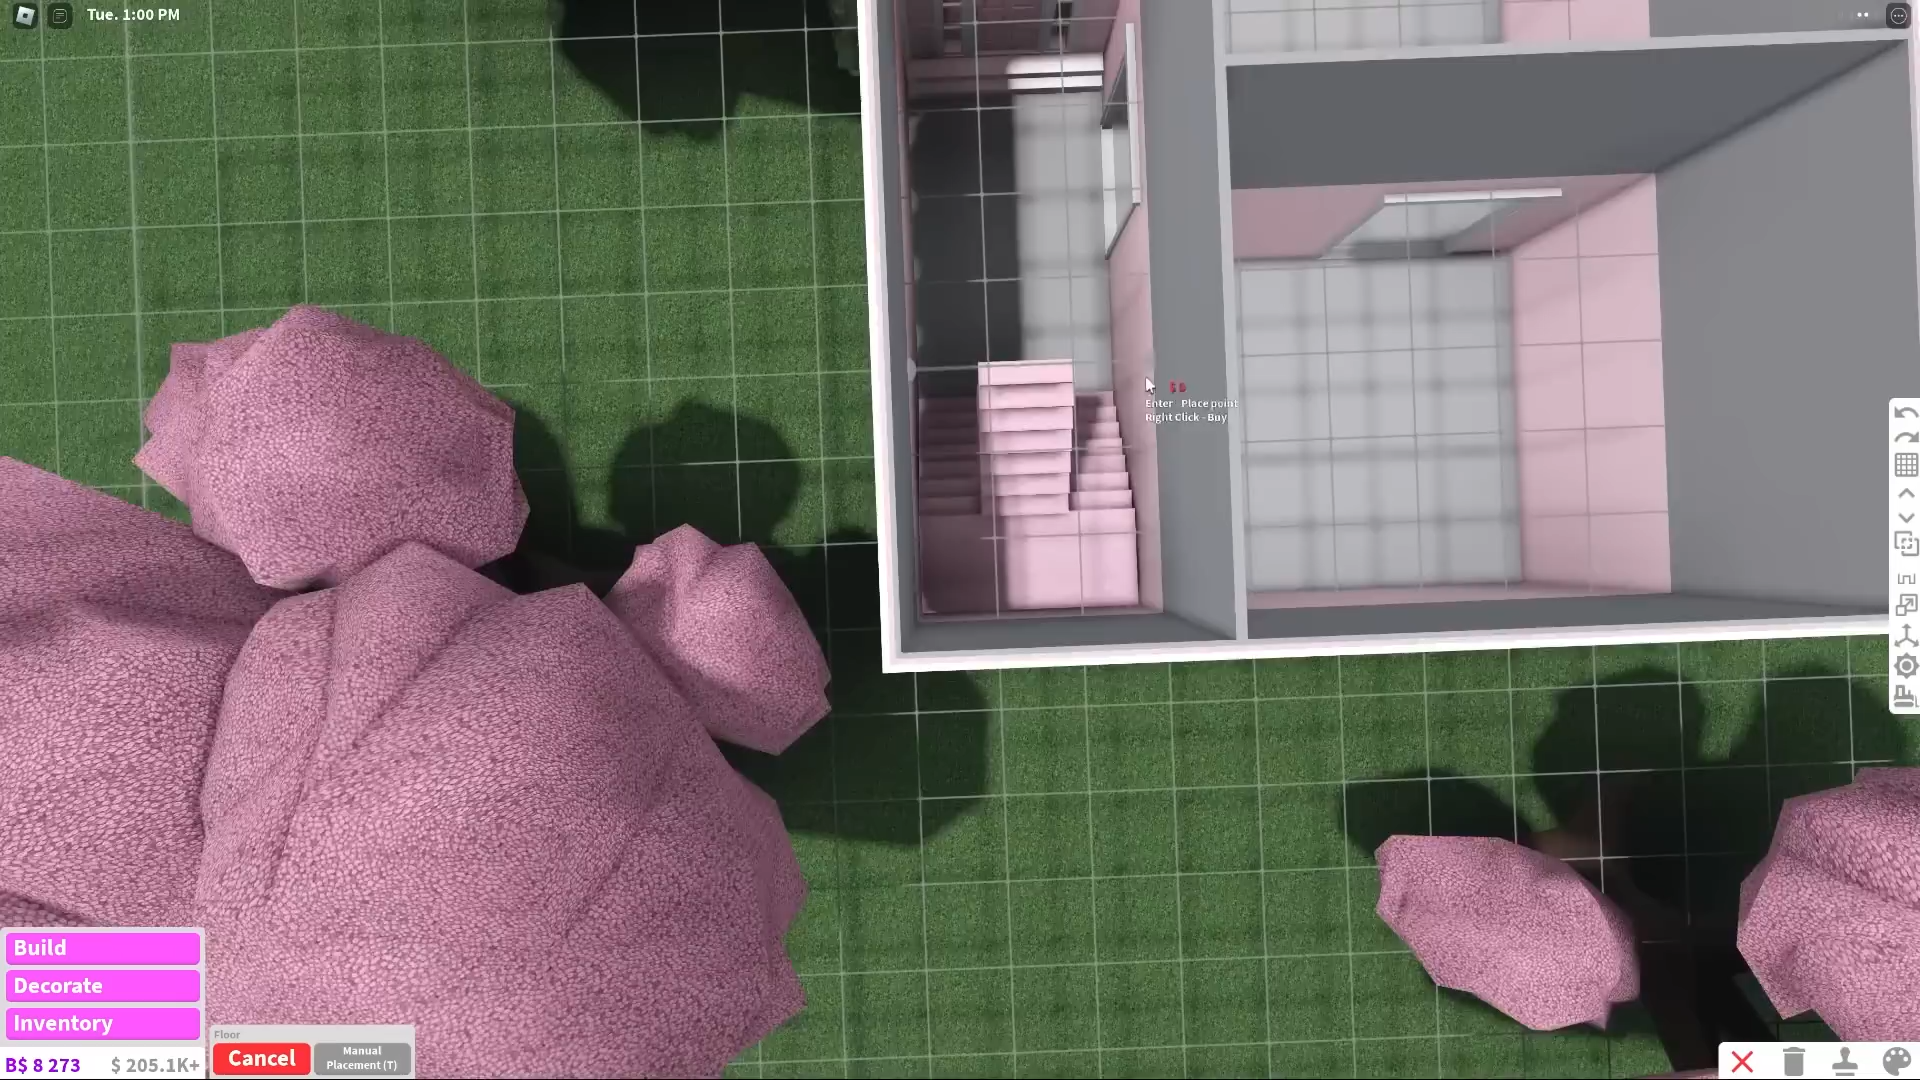 Tue. 1:00 PM
$ 0
Enter Place point
Right Click - Buy
Build
Decorate
Inventory
B$ 8 273
$ 205.1K+
Floor
Cancel
Manual
Placement (T)